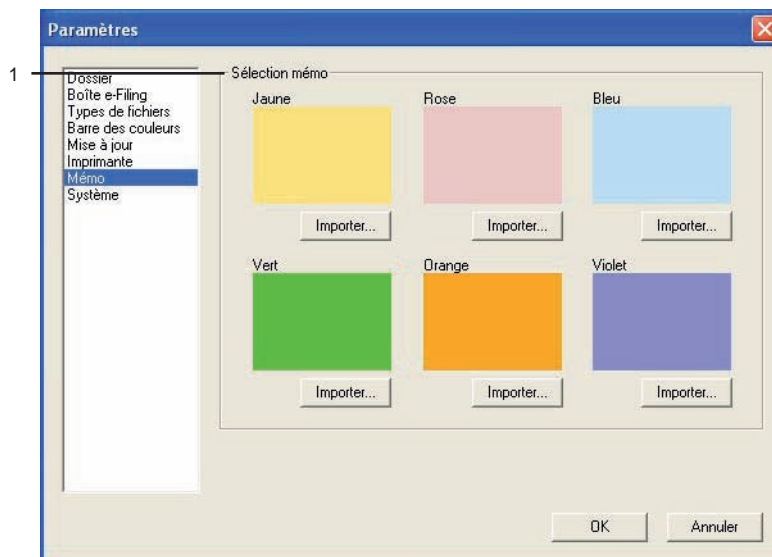 Paramètres
1
Dossier
Boîte e-Filing
Types de fichiers
Barre des couleurs
Mise à jour
Imprimante
Mémo
Système
Sélection mémo
Jaune
Rose
Bleu
Importer...
Importer...
Importer...
Vert
Orange
Violet
Importer...
Importer...
Importer...
OK
Annuler